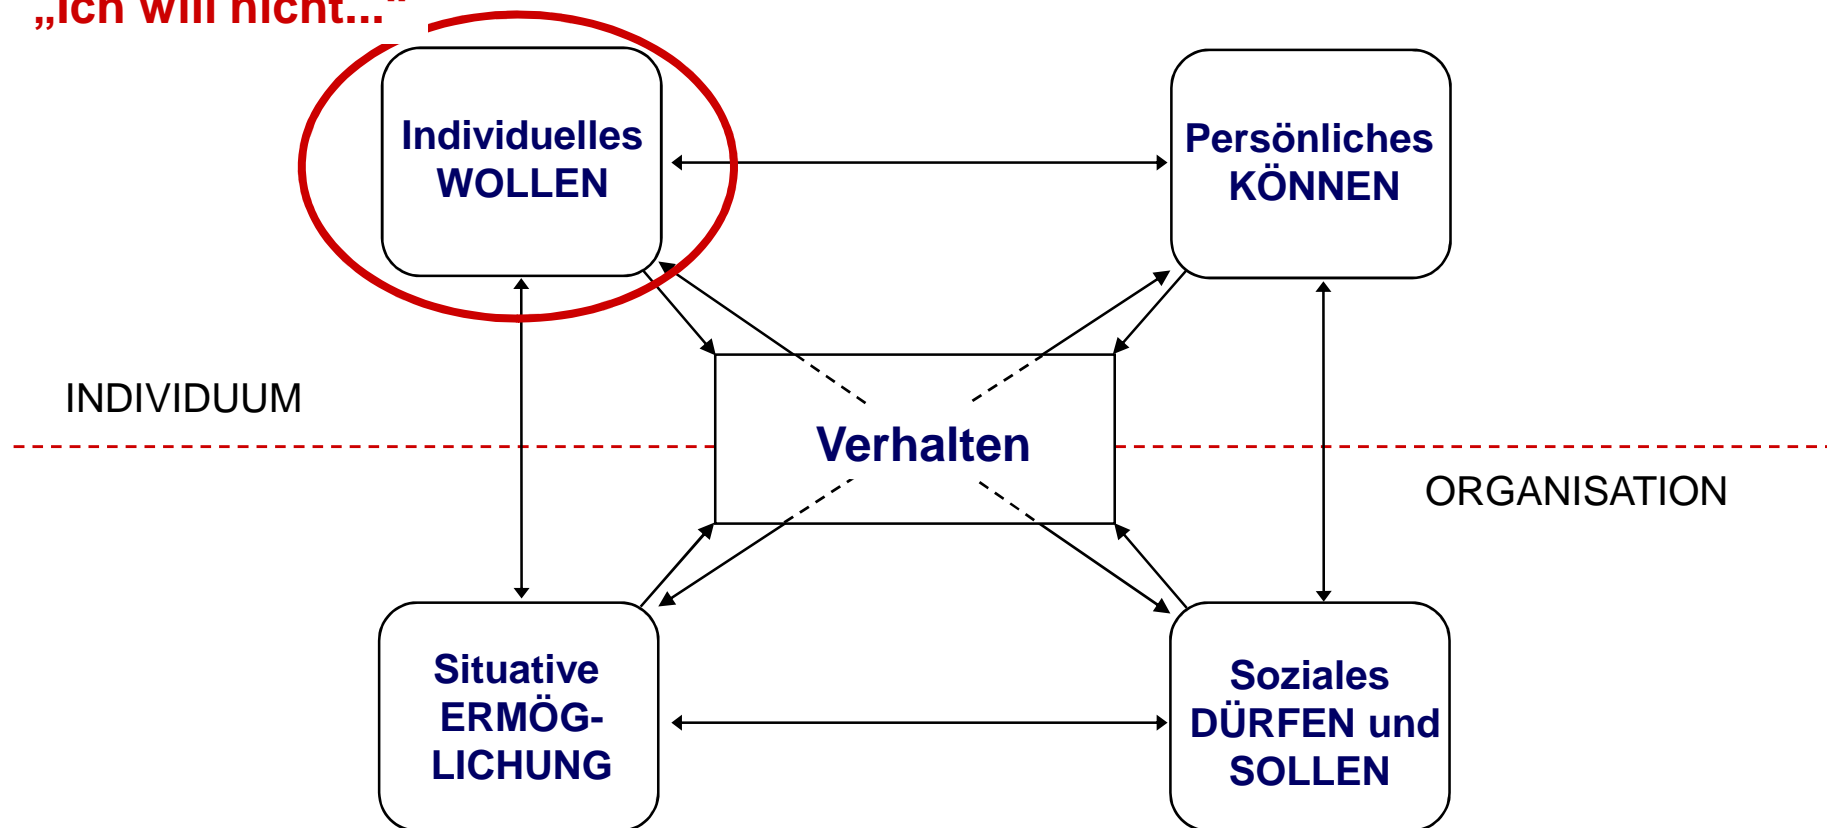 „Ich will nicht..."
Individuelles
WOLLEN
Persönliches
KÖNNEN
INDIVIDUUM
Verhalten
ORGANISATION
Situative
ERMÖG-
LICHUNG
Soziales
DÜRFEN und
SOLLEN